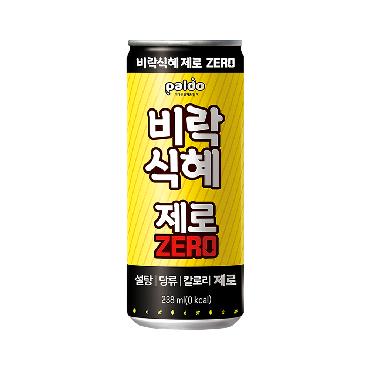 비락식혜 제로 ZERO
paldo
비락
식혜
제로
ZERO
설탕 | 당류 | 칼로리 제로
238 ml(0 kcal)